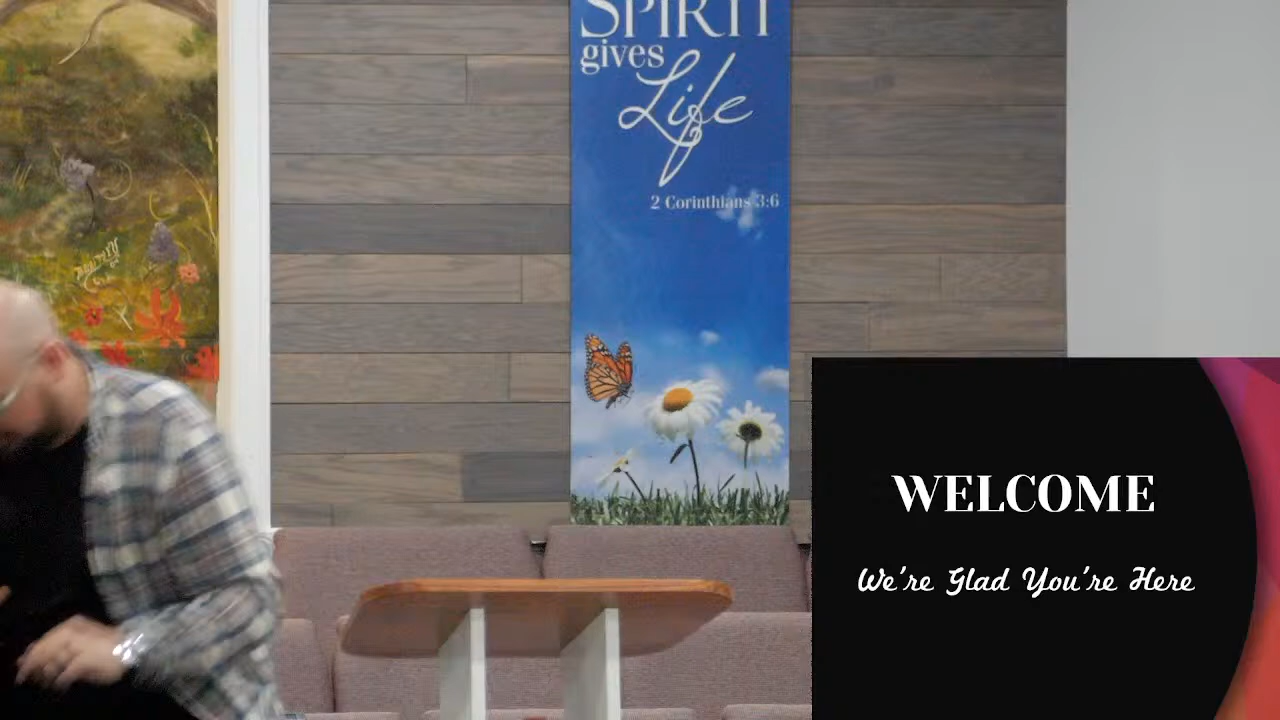 SPIRIT
gives
Life
2 Corinthians 3:6
WELCOME
We're Glad You're Here